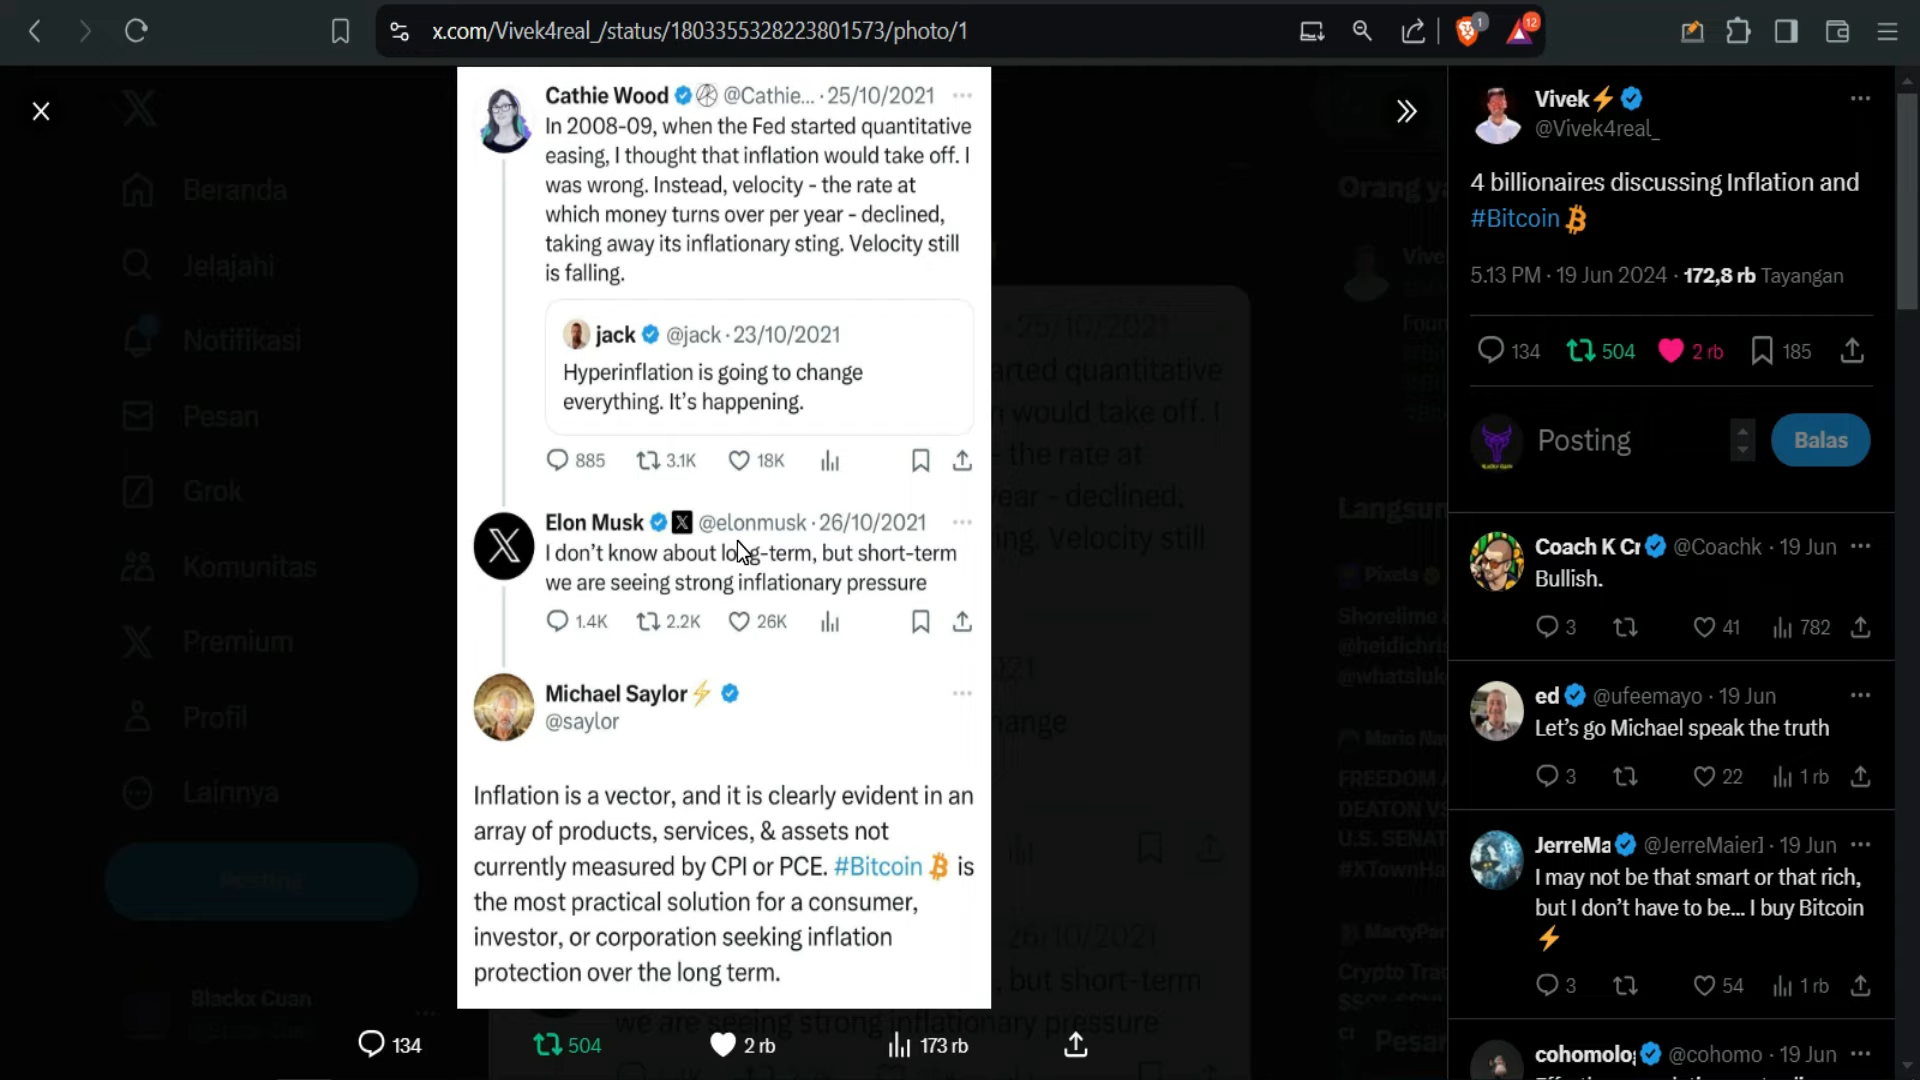 x.com/Vivek4real_/status/1803355328223801573/photo/1
1
12
Cathie Wood @Cathie... · 25/10/2021
In 2008-09, when the Fed started quantitative
easing, I thought that inflation would take off. I
was wrong. Instead, velocity - the rate at
which money turns over per year - declined,
taking away its inflationary sting. Velocity still
is falling.
jack @jack · 23/10/2021
Hyperinflation is going to change
everything. It's happening.
885 3.1K 18K
Elon Musk @elonmusk · 26/10/2021
I don't know about long-term, but short-term
we are seeing strong inflationary pressure
1.4K 2.2K 26K
Michael Saylor⚡
@saylor
Inflation is a vector, and it is clearly evident in an
array of products, services, & assets not
currently measured by CPI or PCE. #Bitcoin is
the most practical solution for a consumer,
investor, or corporation seeking inflation
protection over the long term.
134 504 2 rb 173 rb
Beranda
Jelajahi
Notifikasi
Pesan
Grok
Komunitas
Premium
Profil
Lainnya
Posting
Blackx Cuan
Vivek⚡
@Vivek4real_
4 billionaires discussing Inflation and
#Bitcoin
5.13 PM · 19 Jun 2024 · 172,8 rb Tayangan
134 504 2 rb 185
Posting
Balas
Coach K Cr @Coachk · 19 Jun
Bullish.
3 41 782
ed @ufeemayo · 19 Jun
Let's go Michael speak the truth
3 22 1 rb
JerreMa @JerreMaier] · 19 Jun
I may not be that smart or that rich,
but I don't have to be... I buy Bitcoin
⚡
3 54 1 rb
@cohomo · 19 Jun